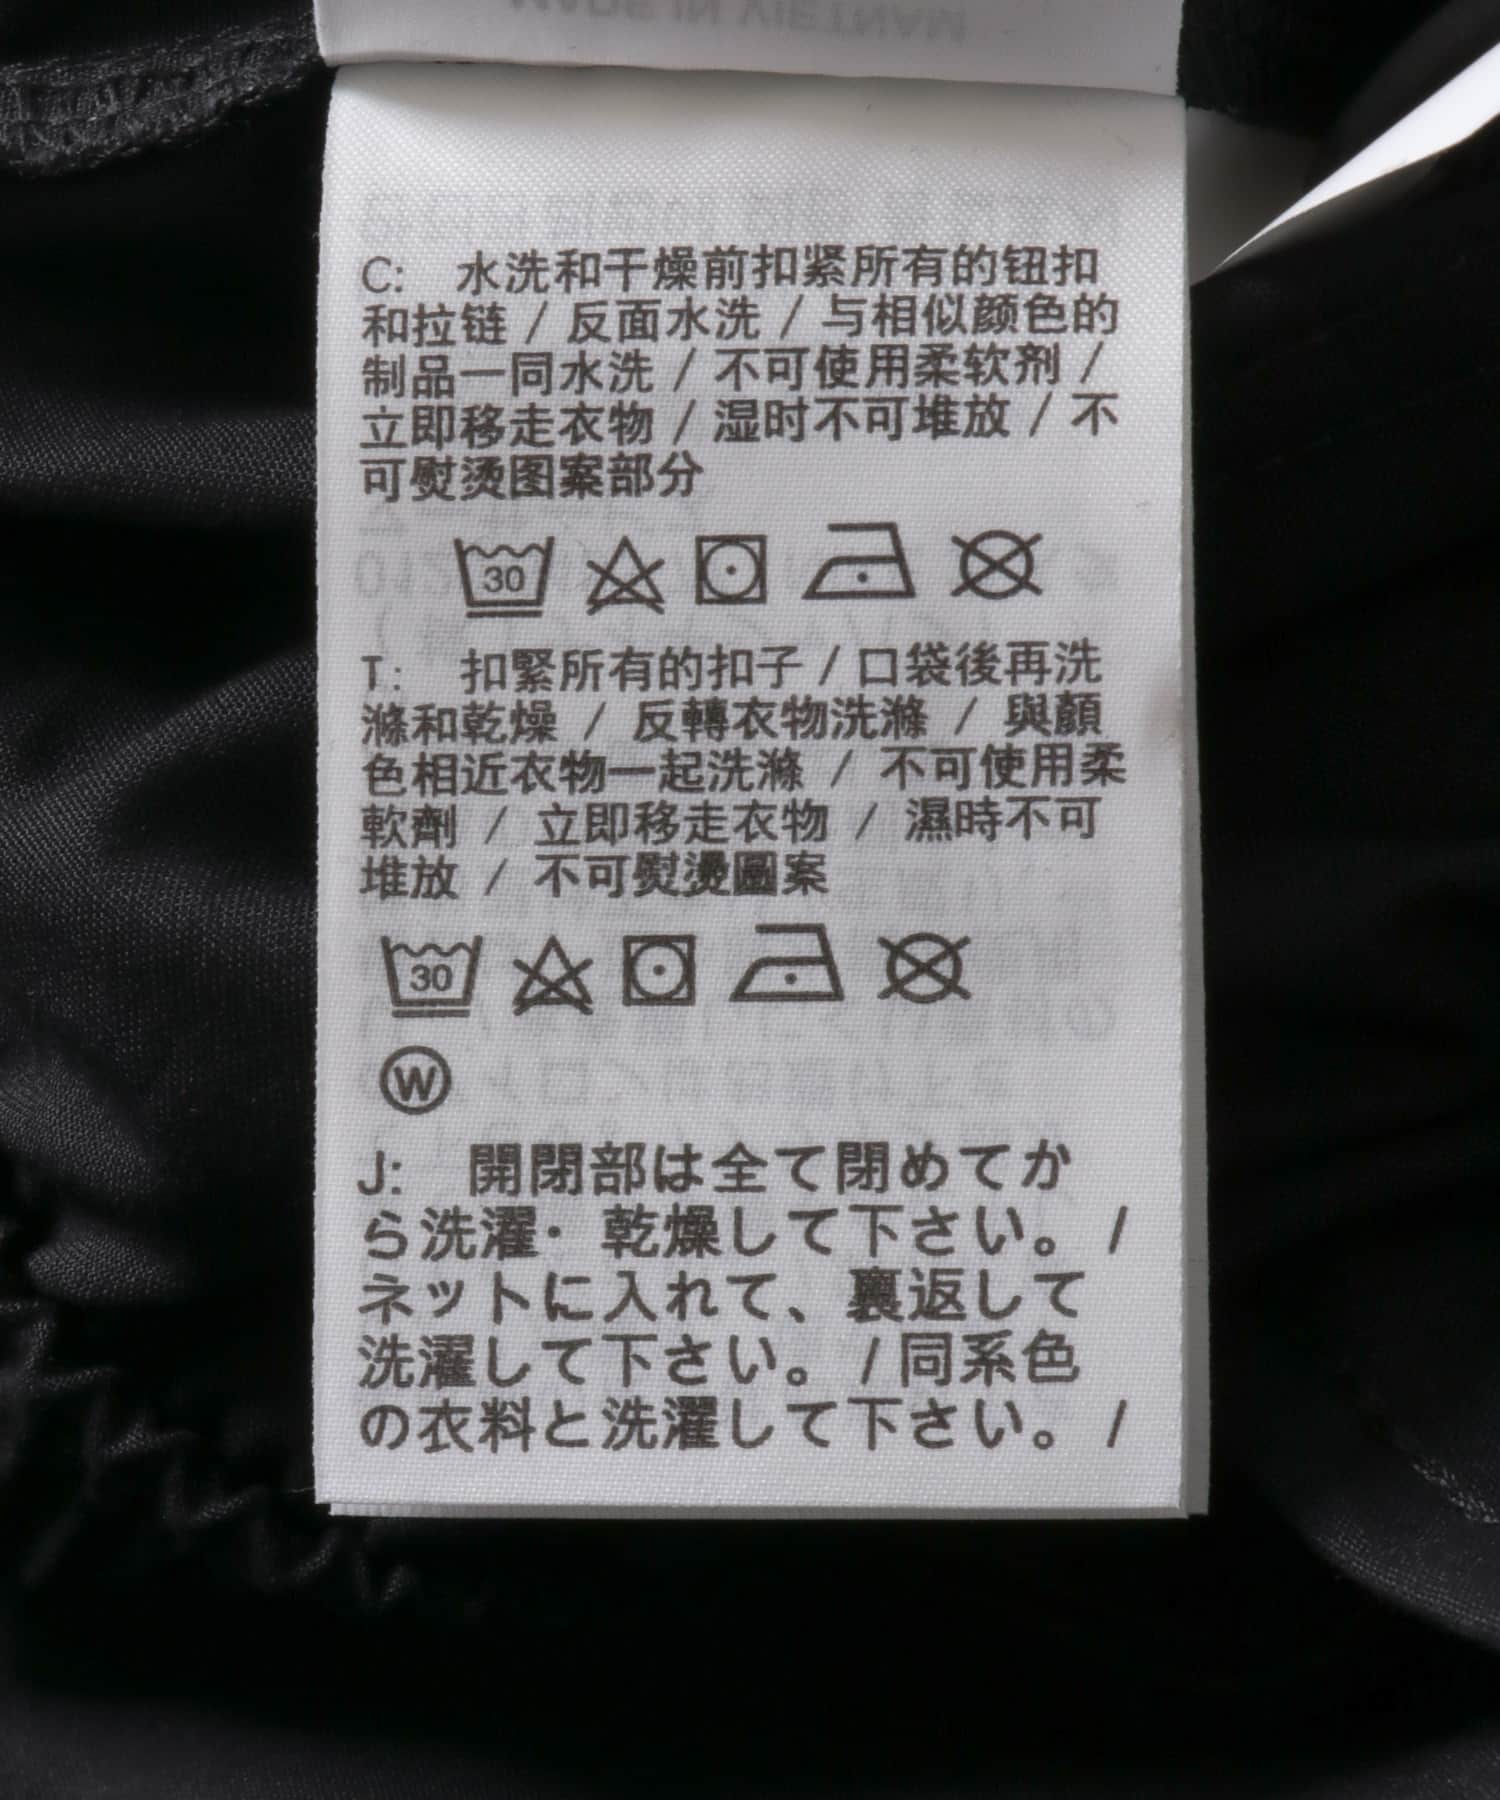 MADE IN VIETNAM
C: 水洗和干燥前扣紧所有的钮扣
和拉链 / 反面水洗 / 与相似颜色的
制品一同水洗 / 不可使用柔软剂 /
立即移走衣物 / 湿时不可堆放 / 不
可熨烫图案部分
30
T: 扣緊所有的扣子 / 口袋後再洗
滌和乾燥 / 反轉衣物洗滌 / 與顏
色相近衣物一起洗滌 / 不可使用柔
軟劑 / 立即移走衣物 / 濕時不可
堆放 / 不可熨燙圖案
30
W
J: 開閉部は全て閉めてか
ら洗濯・乾燥して下さい。 /
ネットに入れて、裏返して
洗濯して下さい。 / 同系色
の衣料と洗濯して下さい。 /